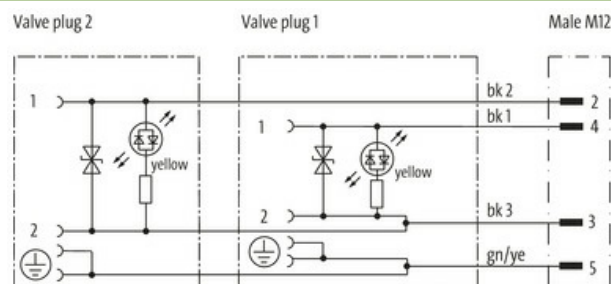 Valve plug 2 Valve plug 1 Male M12
bk 2
1 2
bk 1
1 4
yellow
yellow
2
bk 3
2 3
gn/ye
5